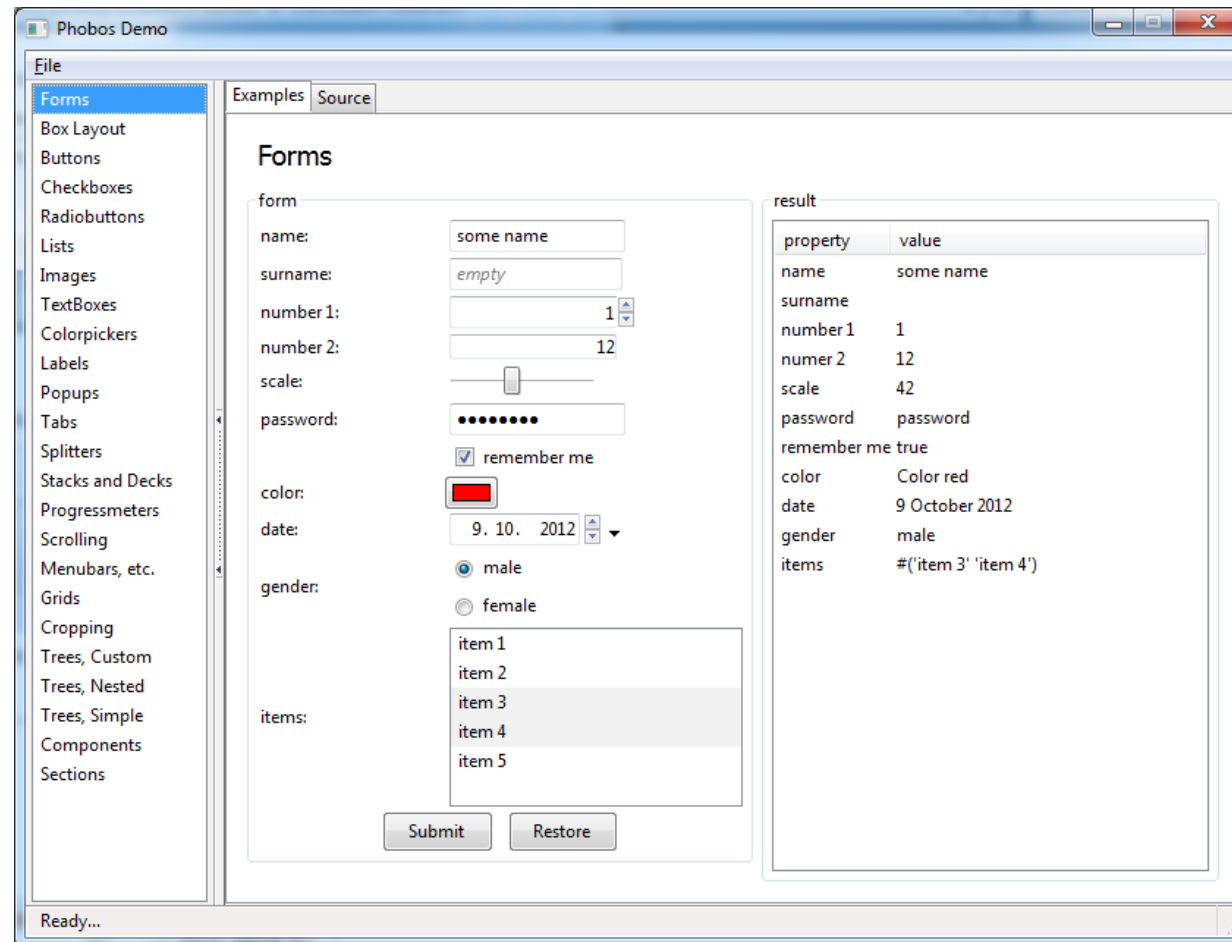 Phobos Demo
File
Forms
Box Layout
Buttons
Checkboxes
Radiobuttons
Lists
Images
TextBoxes
Colorpickers
Labels
Popups
Tabs
Splitters
Stacks and Decks
Progressmeters
Scrolling
Menubars, etc.
Grids
Cropping
Trees, Custom
Trees, Nested
Trees, Simple
Components
Sections
Examples Source
Forms
form
name: some name
surname: empty
number 1: 1
number 2: 12
scale:
password: ●●●●●●●●
remember me
color:
date: 9. 10. 2012
gender:
male
female
items:
item 1
item 2
item 3
item 4
item 5
Submit Restore
result
property value
name some name
surname
number 1 1
numer 2 12
scale 42
password password
remember me true
color Color red
date 9 October 2012
gender male
items #('item 3' 'item 4')
Ready...